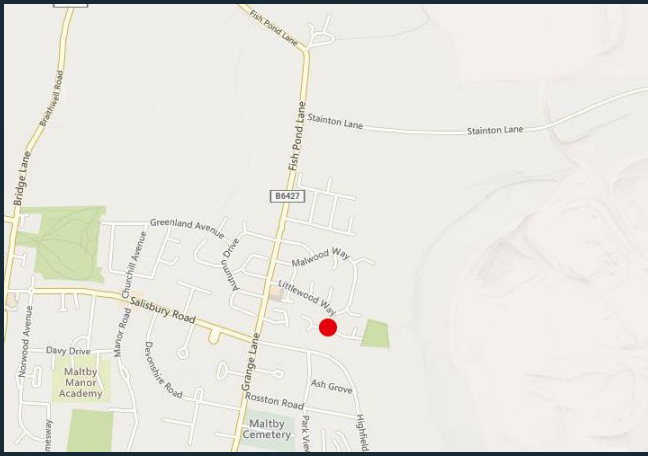 Fish Pond Lane
Braithwell Road
Stainton Lane
Stainton Lane
Fish Pond Lane
Bridge Lane
B6427
Greenland Avenue
Autumn Drive
Malwood Way
Churchill Avenue
Littlewood Way
Salisbury Road
Norwood Avenue
Manor Road
Davy Drive
Devonshire Road
Grange Lane
Maltby
Manor
Academy
Ash Grove
Rosston Road
Maltby
Cemetery
Park View
Highfield
mesway